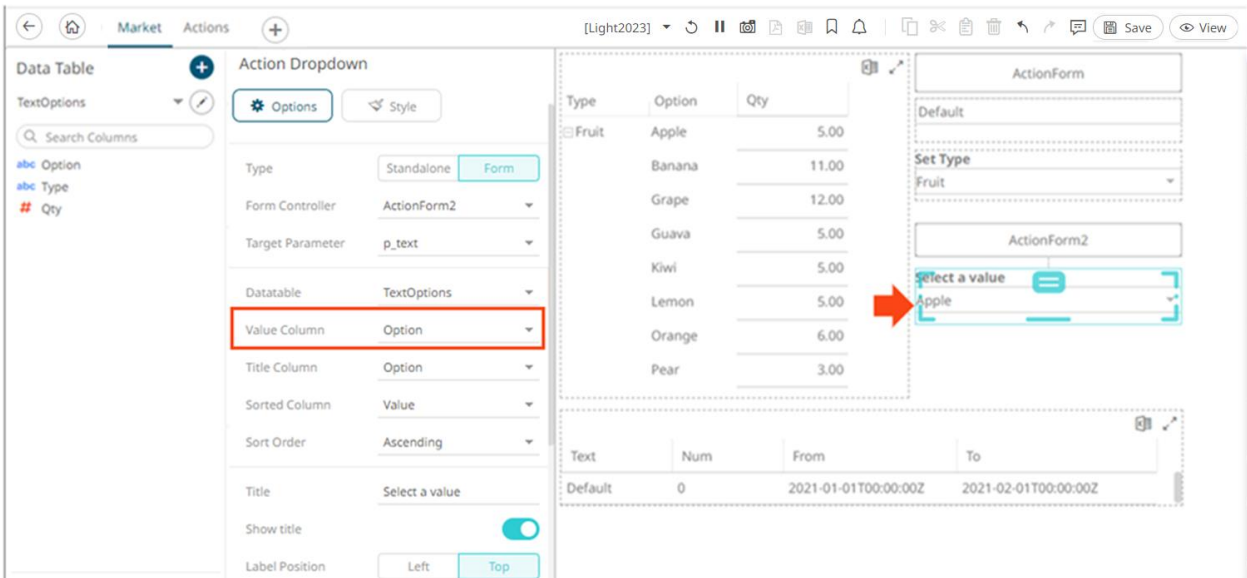 Market Actions
[Light2023] Save View
Data Table
TextOptions
Search Columns
abc Option
abc Type
# Qty
Action Dropdown
Options Style
Type Standalone Form
Form Controller ActionForm2
Target Parameter p_text
Datatable TextOptions
Value Column Option
Title Column Option
Sorted Column Value
Sort Order Ascending
Title Select a value
Show title
Label Position Left Top
Type Option Qty
Fruit Apple 5.00
Banana 11.00
Grape 12.00
Guava 5.00
Kiwi 5.00
Lemon 5.00
Orange 6.00
Pear 3.00
ActionForm
Default
Set Type
Fruit
ActionForm2
Select a value
Apple
Text Num From To
Default 0 2021-01-01T00:00:00Z 2021-02-01T00:00:00Z